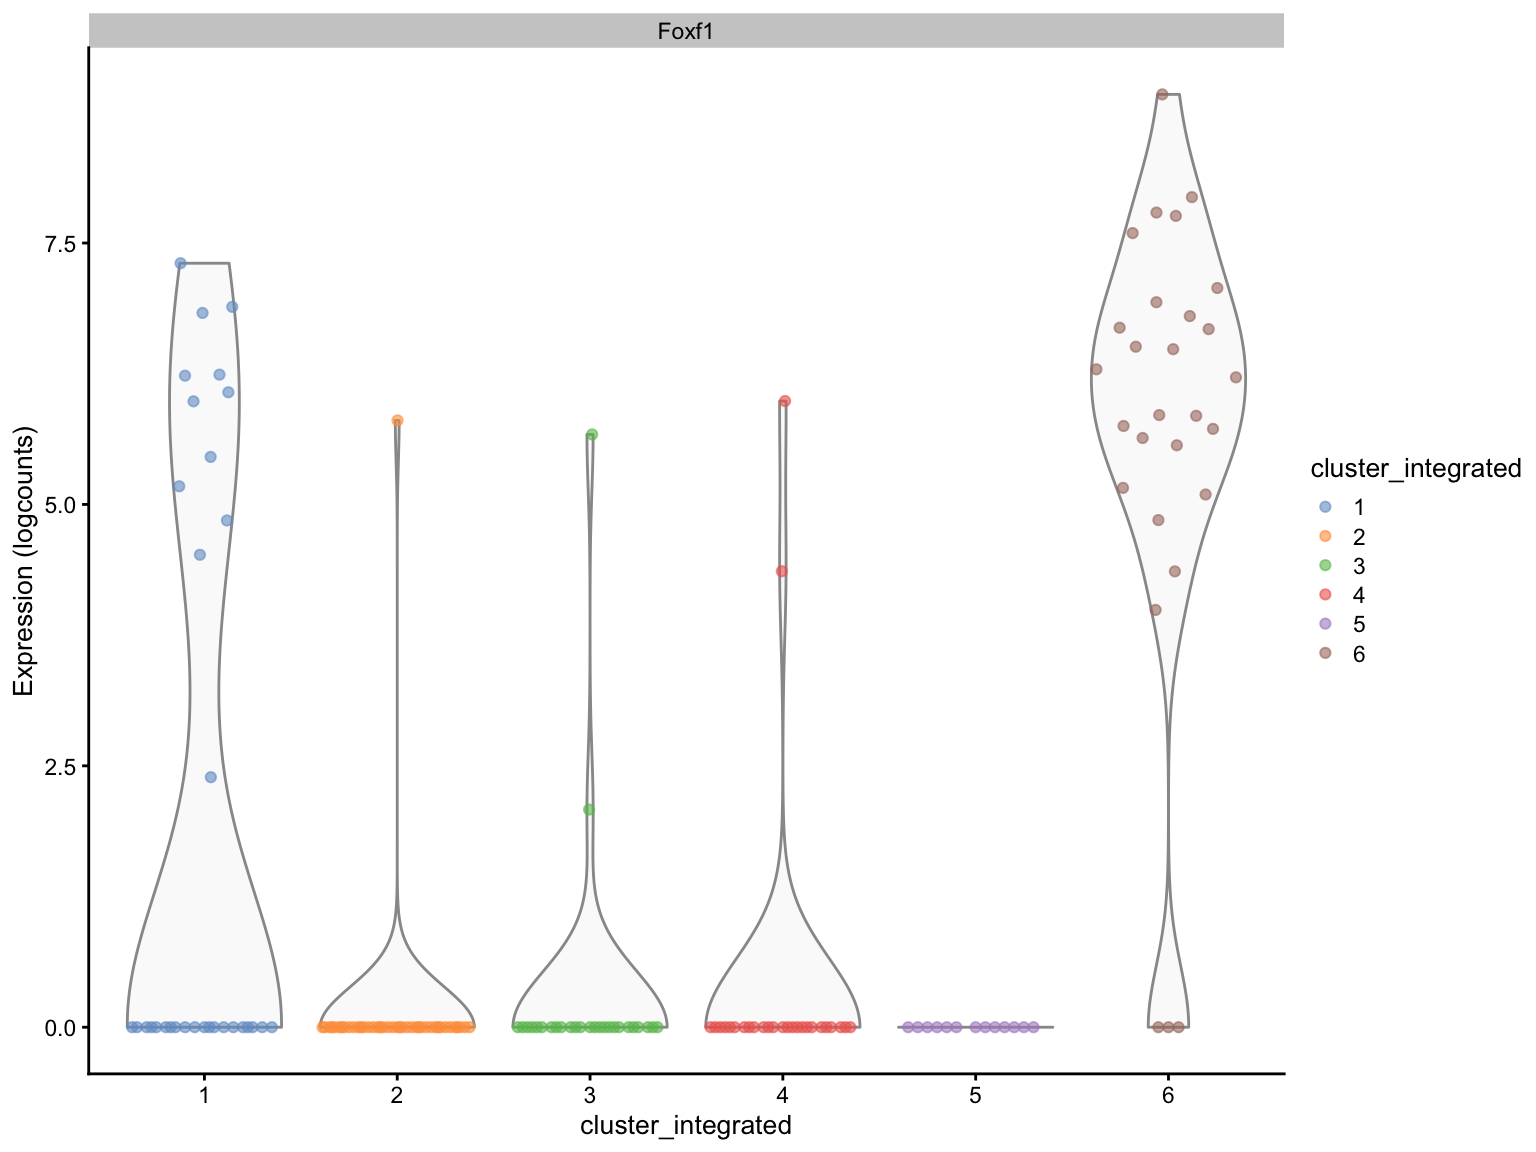 Foxf1
Expression (logcounts)
7.5
5.0
2.5
0.0
1 2 3 4 5 6
cluster_integrated
cluster_integrated
1
2
3
4
5
6